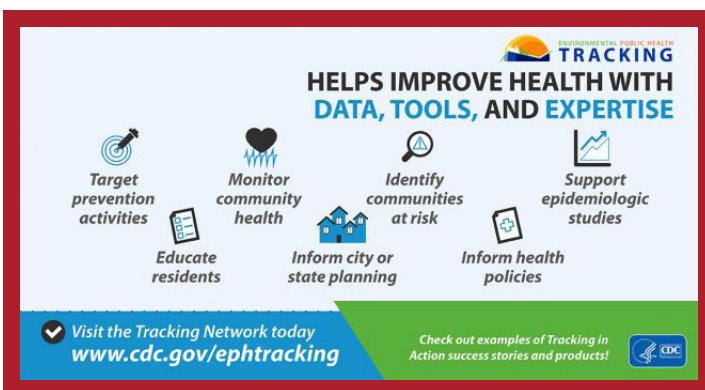 ENVIRONMENTAL PUBLIC HEALTH
TRACKING
HELPS IMPROVE HEALTH WITH
DATA, TOOLS, AND EXPERTISE
Target
prevention
activities
Monitor
community
health
Identify
communities
at risk
Support
epidemiologic
studies
Educate
residents
Inform city or
state planning
Inform health
policies
Visit the Tracking Network today
www.cdc.gov/ephtracking
Check out examples of Tracking in
Action success stories and products!
CDC